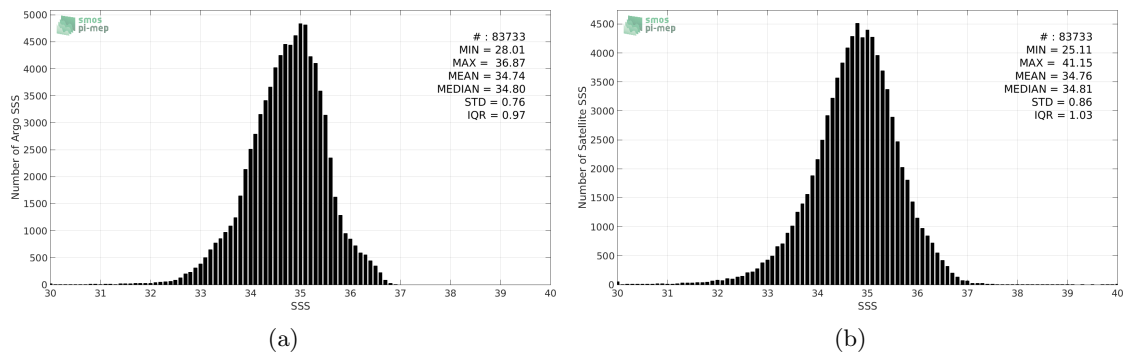 smos
pi-mep
# : 83733
MIN = 28.01
MAX = 36.87
MEAN = 34.74
MEDIAN = 34.80
STD = 0.76
IQR = 0.97
Number of Argo SSS
5000
4500
4000
3500
3000
2500
2000
1500
1000
500
0
30 31 32 33 34 35 36 37 38 39 40
SSS
(a)
smos
pi-mep
# : 83733
MIN = 25.11
MAX = 41.15
MEAN = 34.76
MEDIAN = 34.81
STD = 0.86
IQR = 1.03
Number of Satellite SSS
4500
4000
3500
3000
2500
2000
1500
1000
500
0
30 31 32 33 34 35 36 37 38 39 40
SSS
(b)